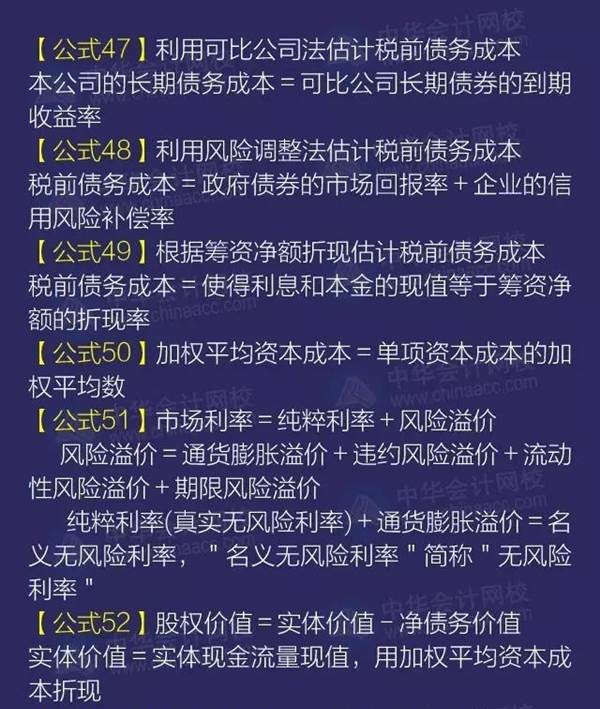 【公式47】利用可比公司法估计税前债务成本
本公司的长期债务成本＝可比公司长期债券的到期
收益率
【公式48】利用风险调整法估计税前债务成本
税前债务成本＝政府债券的市场回报率＋企业的信
用风险补偿率
【公式49】根据筹资净额折现估计税前债务成本
税前债务成本＝使得利息和本金的现值等于筹资净
额的折现率
【公式50】加权平均资本成本＝单项资本成本的加
权平均数
【公式51】市场利率＝纯粹利率＋风险溢价
风险溢价＝通货膨胀溢价＋违约风险溢价＋流动
性风险溢价＋期限风险溢价
纯粹利率(真实无风险利率)＋通货膨胀溢价＝名
义无风险利率，＂名义无风险利率＂简称＂无风险
利率＂
【公式52】股权价值＝实体价值－净债务价值
实体价值＝实体现金流量现值，用加权平均资本成
本折现
中华会计网校
www.chinaacc.com